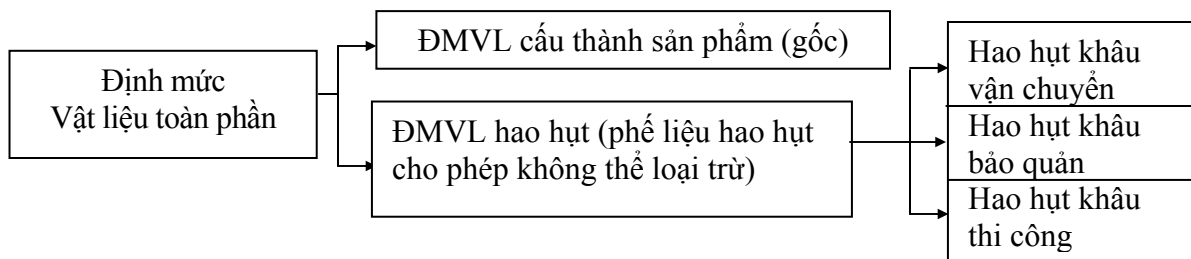 Định mức
Vật liệu toàn phần
ĐMVL cấu thành sản phẩm (gốc)
ĐMVL hao hụt (phế liệu hao hụt
cho phép không thể loại trừ)
Hao hụt khâu
vận chuyển
Hao hụt khâu
bảo quản
Hao hụt khâu
thi công